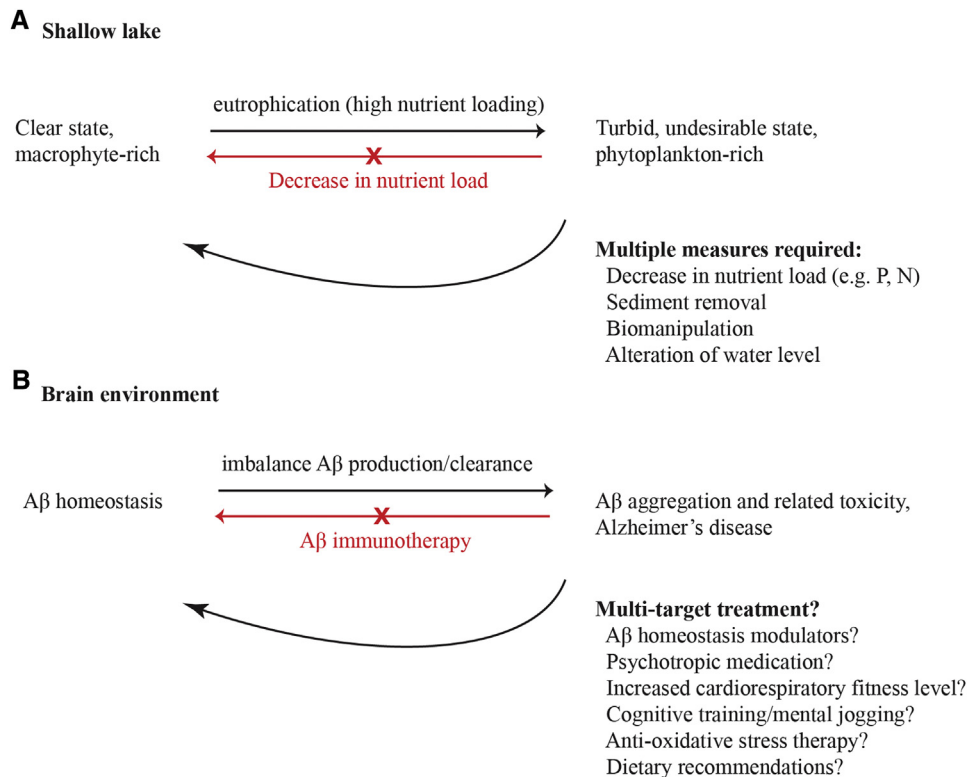 A Shallow lake
eutrophication (high nutrient loading)
Clear state,
macrophyte-rich
Turbid, undesirable state,
phytoplankton-rich
X
Decrease in nutrient load
Multiple measures required:
Decrease in nutrient load (e.g. P, N)
Sediment removal
Biomanipulation
Alteration of water level
B Brain environment
imbalance Aβ production/clearance
Aβ homeostasis
Aβ aggregation and related toxicity,
Alzheimer's disease
X
Aβ immunotherapy
Multi-target treatment?
Aβ homeostasis modulators?
Psychotropic medication?
Increased cardiorespiratory fitness level?
Cognitive training/mental jogging?
Anti-oxidative stress therapy?
Dietary recommendations?